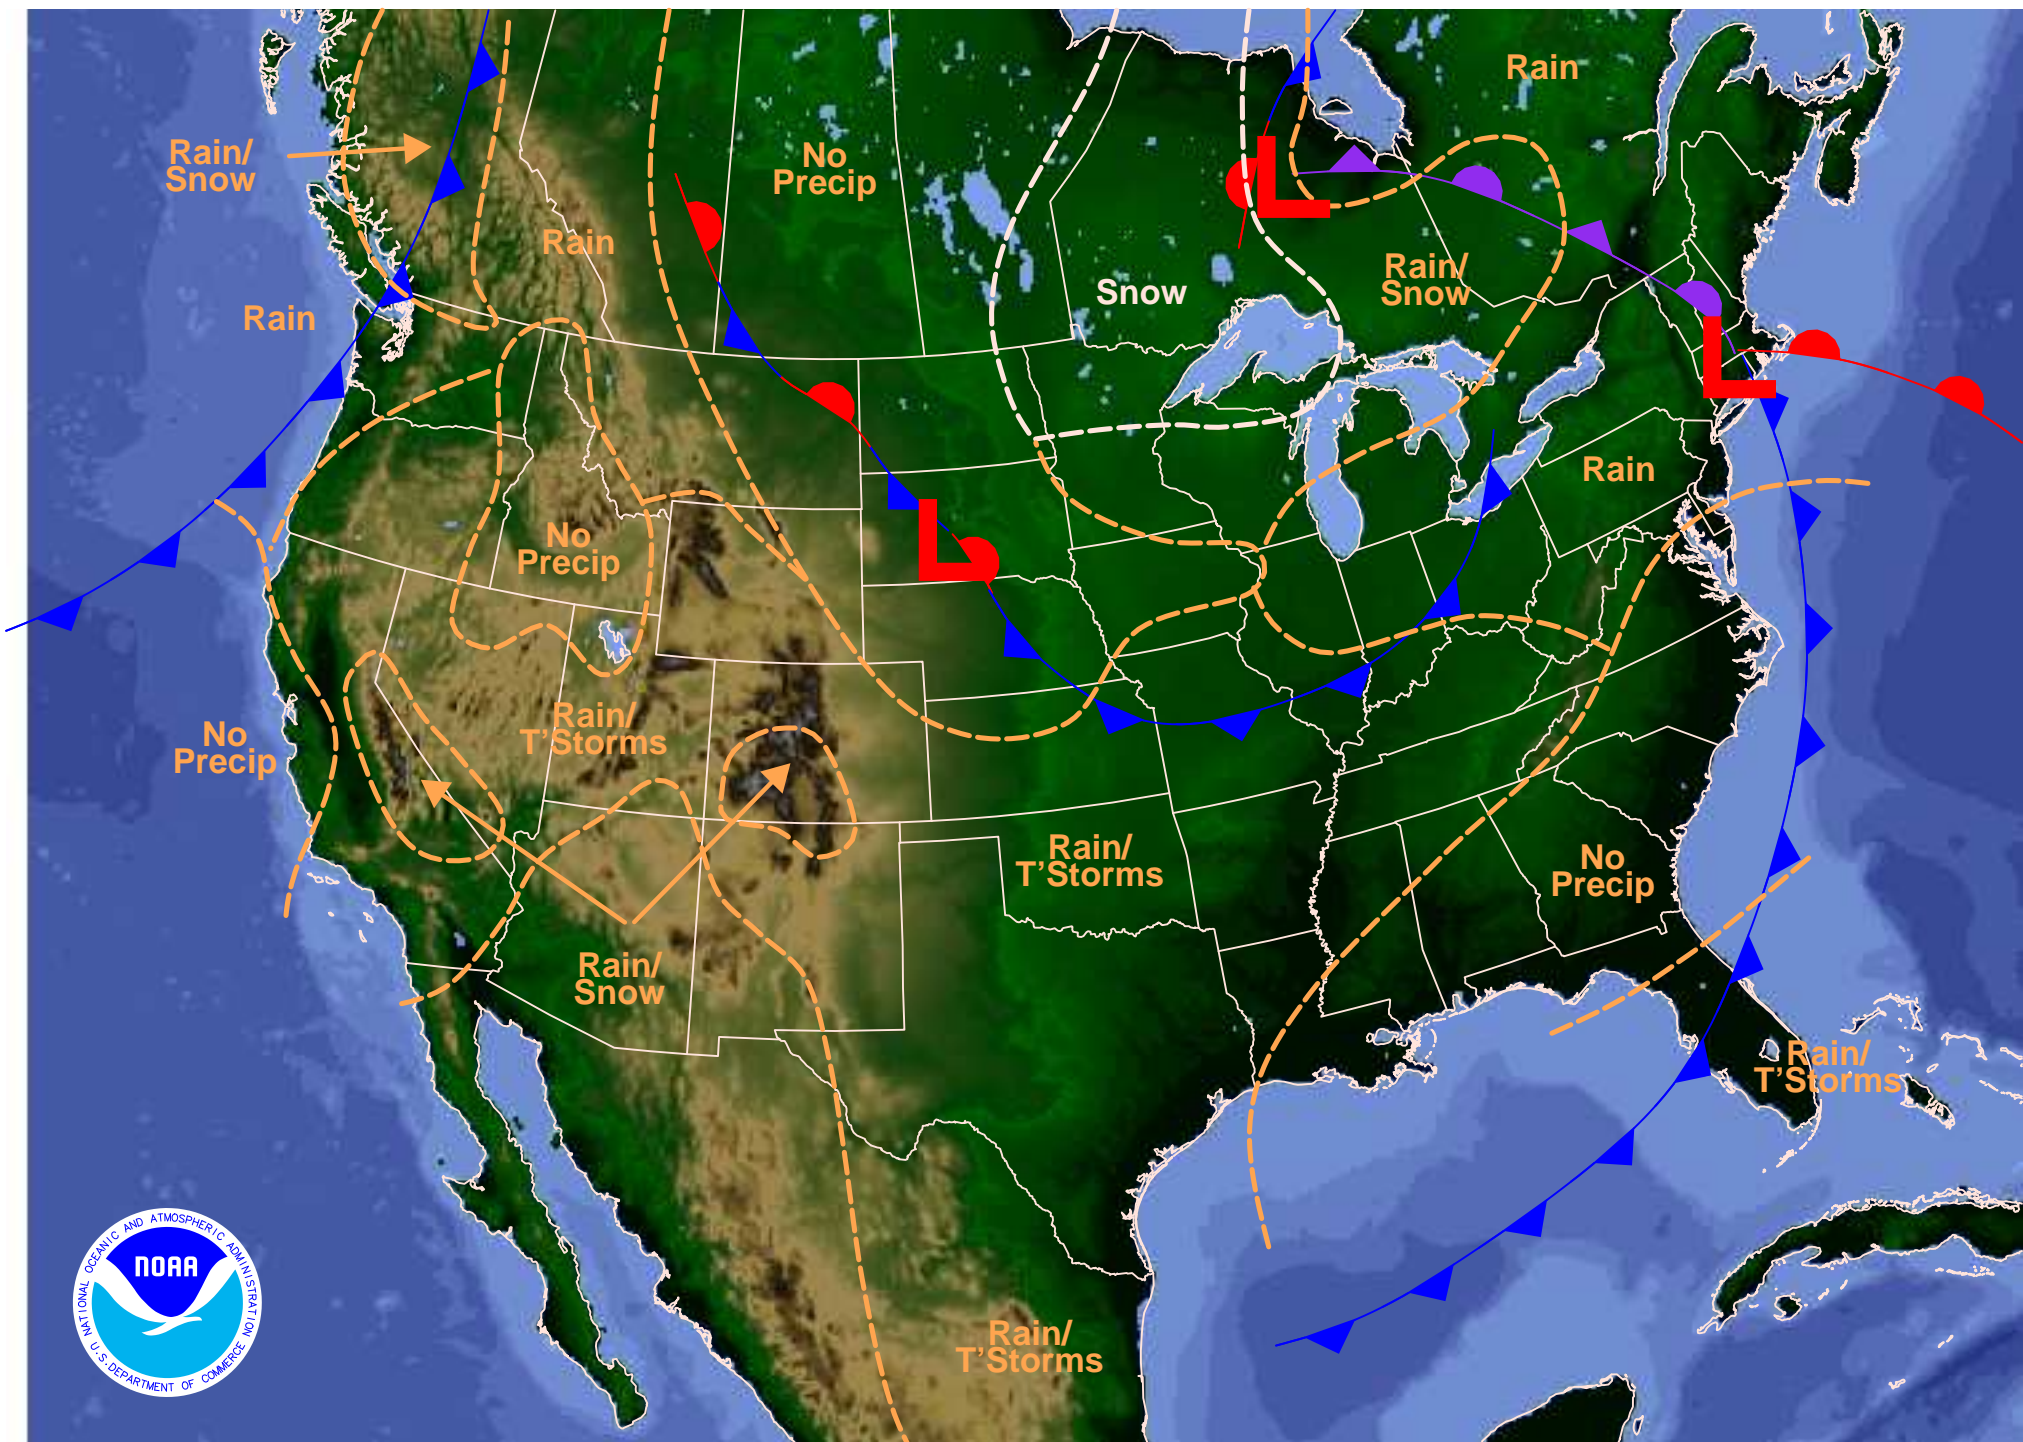 Rain
Rain/
Snow
No
Precip
Rain
Rain/
Snow
Snow
Rain
Rain
No
Precip
Rain/
T'Storms
No
Precip
Rain/
T'Storms
No
Precip
Rain/
Snow
Rain/
T'Storms
Rain/
T'Storms
NATIONAL OCEANIC AND ATMOSPHERIC ADMINISTRATION
NOAA
U.S. DEPARTMENT OF COMMERCE
L
L
L